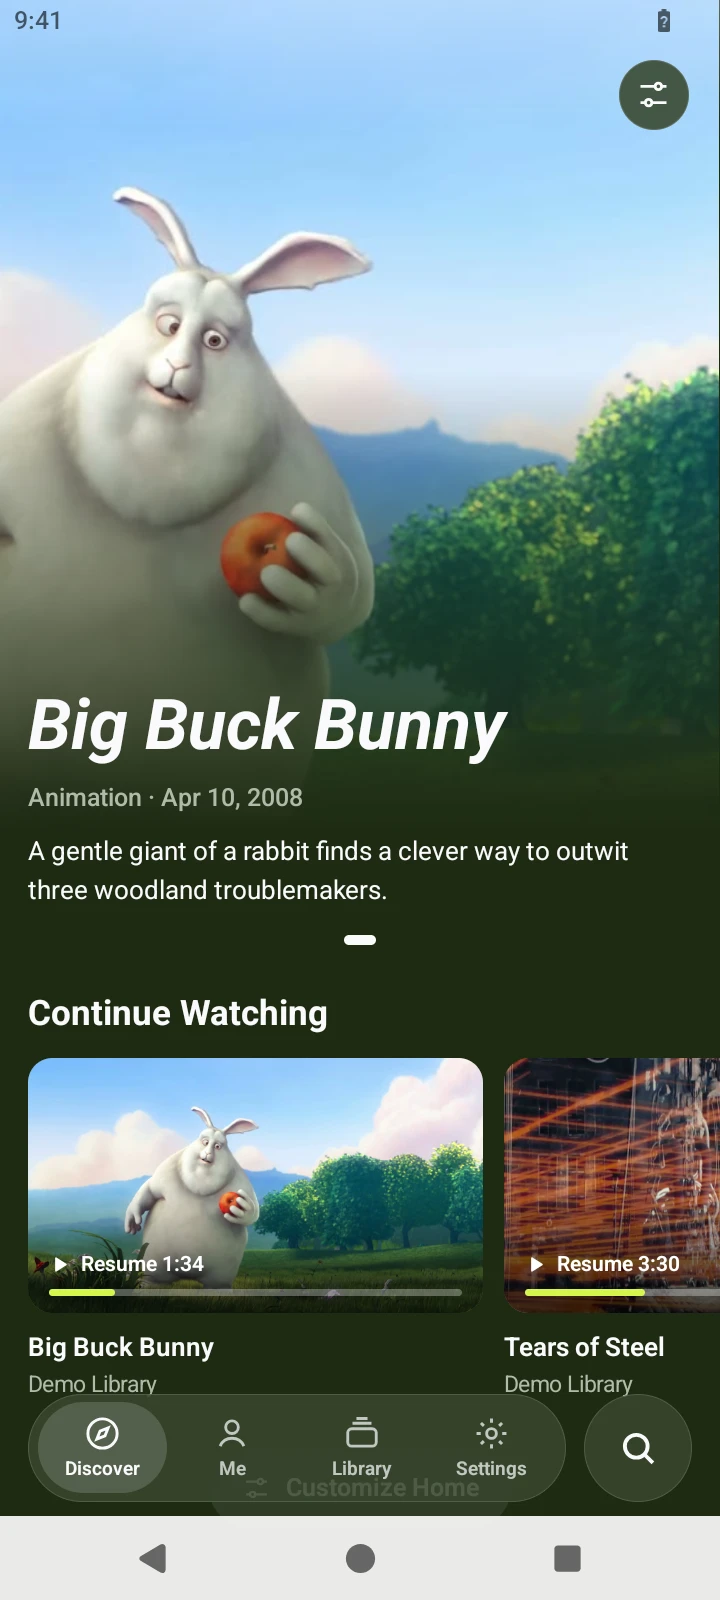 9:41
Big Buck Bunny
Animation · Apr 10, 2008
A gentle giant of a rabbit finds a clever way to outwit
three woodland troublemakers.
Continue Watching
Resume 1:34
Resume 3:30
Big Buck Bunny
Tears of Steel
Demo Library
Demo Library
Discover
Me
Library
Settings
Customize Home